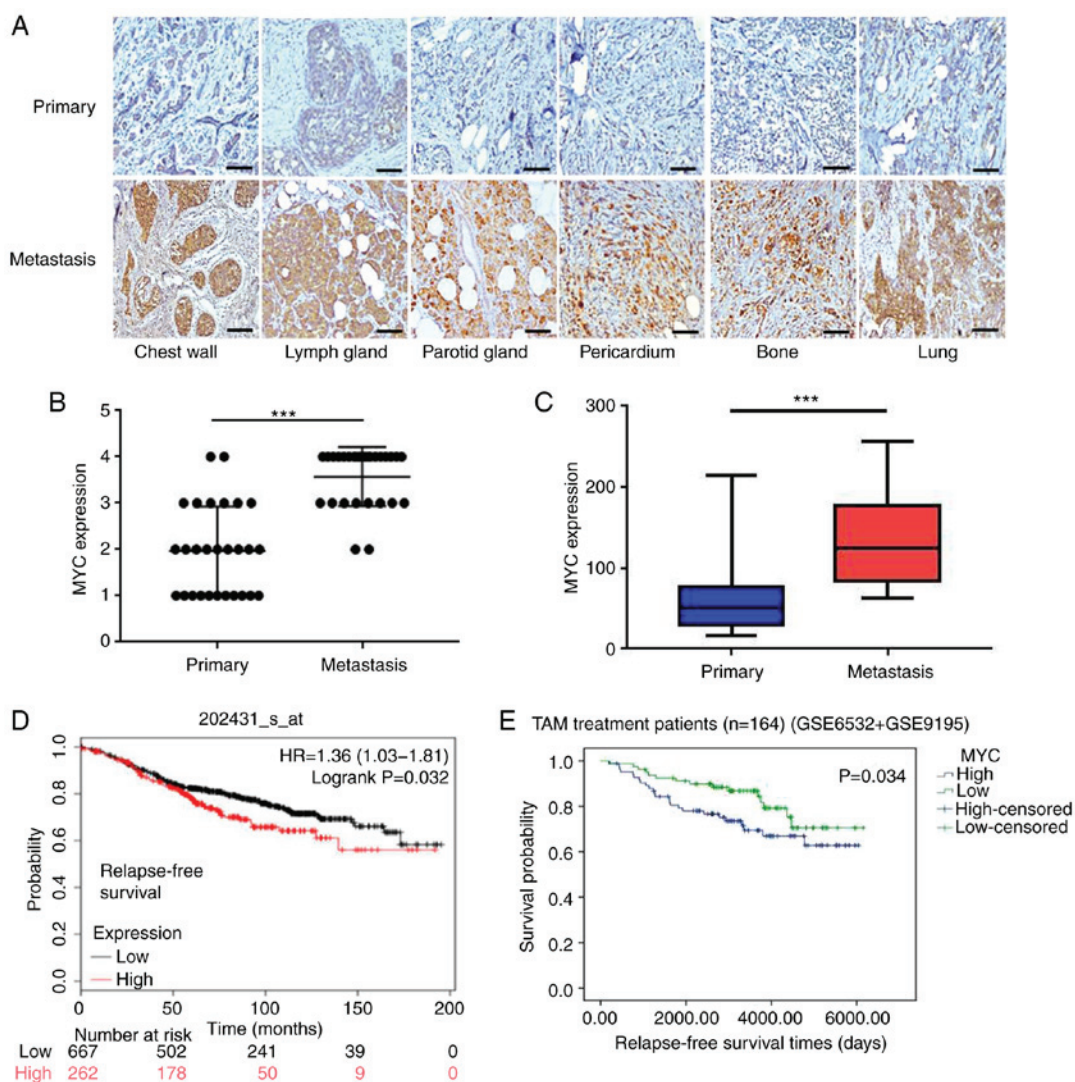 A
Primary
Metastasis
Chest wall Lymph gland Parotid gland Pericardium Bone Lung
B
***
MYC expression
5
4
3
2
1
0
Primary Metastasis
C
***
MYC expression
300
200
100
0
Primary Metastasis
D
202431_s_at
HR=1.36 (1.03–1.81)
Logrank P=0.032
Probability
1.0
0.8
0.6
0.4
0.2
0.0
Relapse-free
survival
Expression
Low
High
0 50 100 150 200
Time (months)
Number at risk
Low 667 502 241 39 0
High 262 178 50 9 0
E
TAM treatment patients (n=164) (GSE6532+GSE9195)
P=0.034
MYC
High
Low
High-censored
Low-censored
Survival probability
1.0
0.8
0.6
0.4
0.2
0.0
0.00 2000.00 4000.00 6000.00
Relapse-free survival times (days)